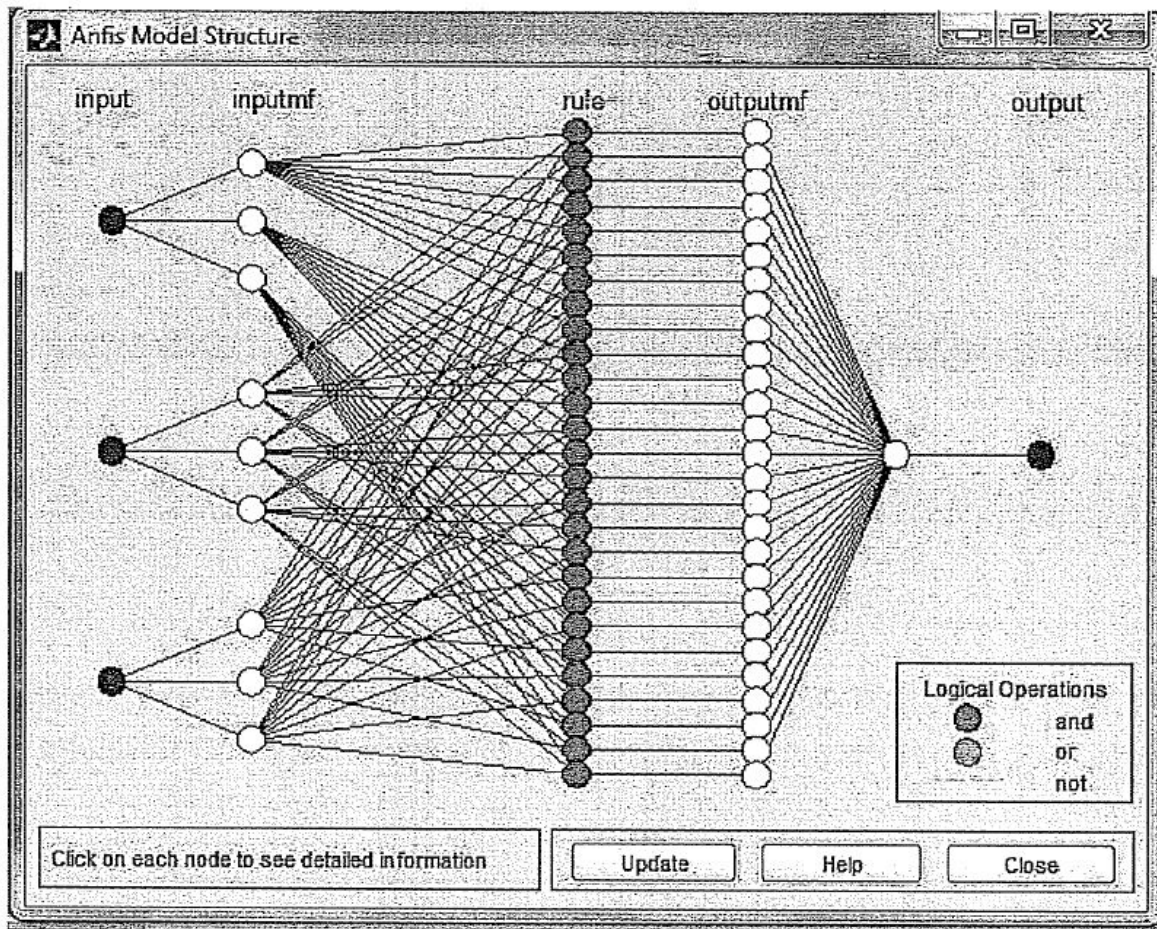 Anfis Model Structure
input inputmf rule outputmf output
Logical Operations
and
or
not
Click on each node to see detailed information
Update Help Close